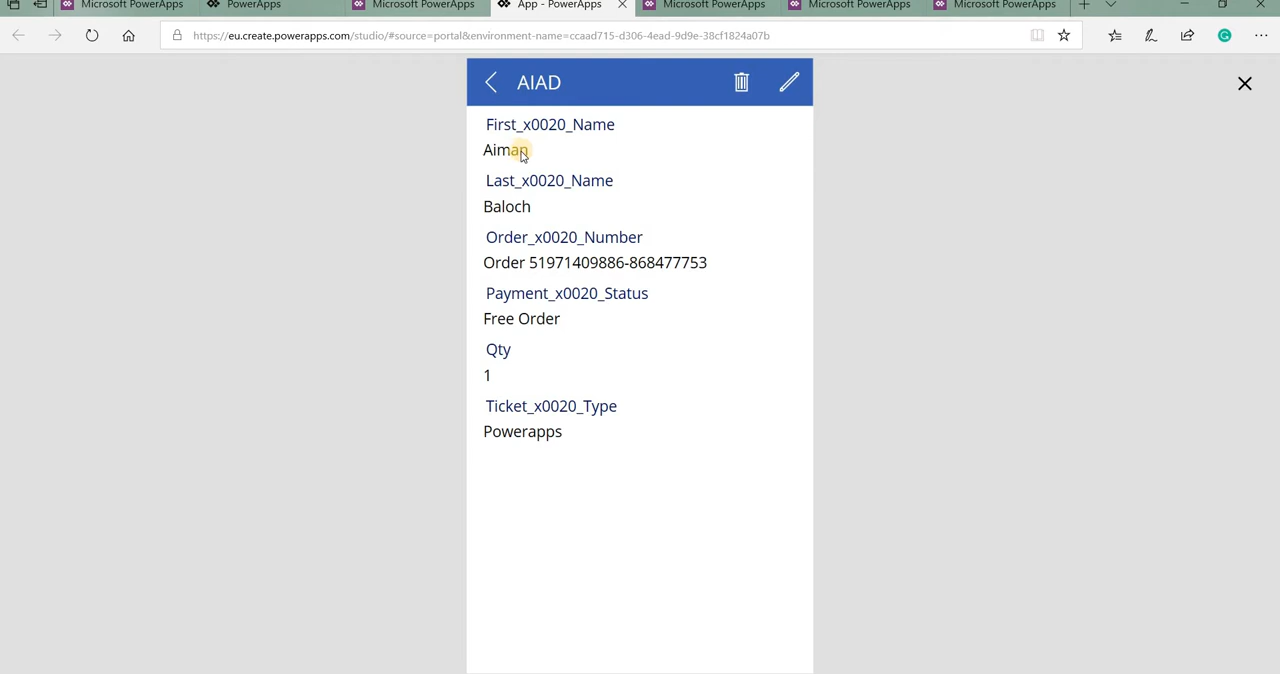 Microsoft PowerApps
PowerApps
Microsoft PowerApps
App - PowerApps
Microsoft PowerApps
Microsoft PowerApps
Microsoft PowerApps
https://eu.create.powerapps.com/studio/#source=portal&environment-name=ccaad715-d306-4ead-9d9e-38cf1824a07b
AIAD
First_x0020_Name
Aiman
Last_x0020_Name
Baloch
Order_x0020_Number
Order 51971409886-868477753
Payment_x0020_Status
Free Order
Qty
1
Ticket_x0020_Type
Powerapps